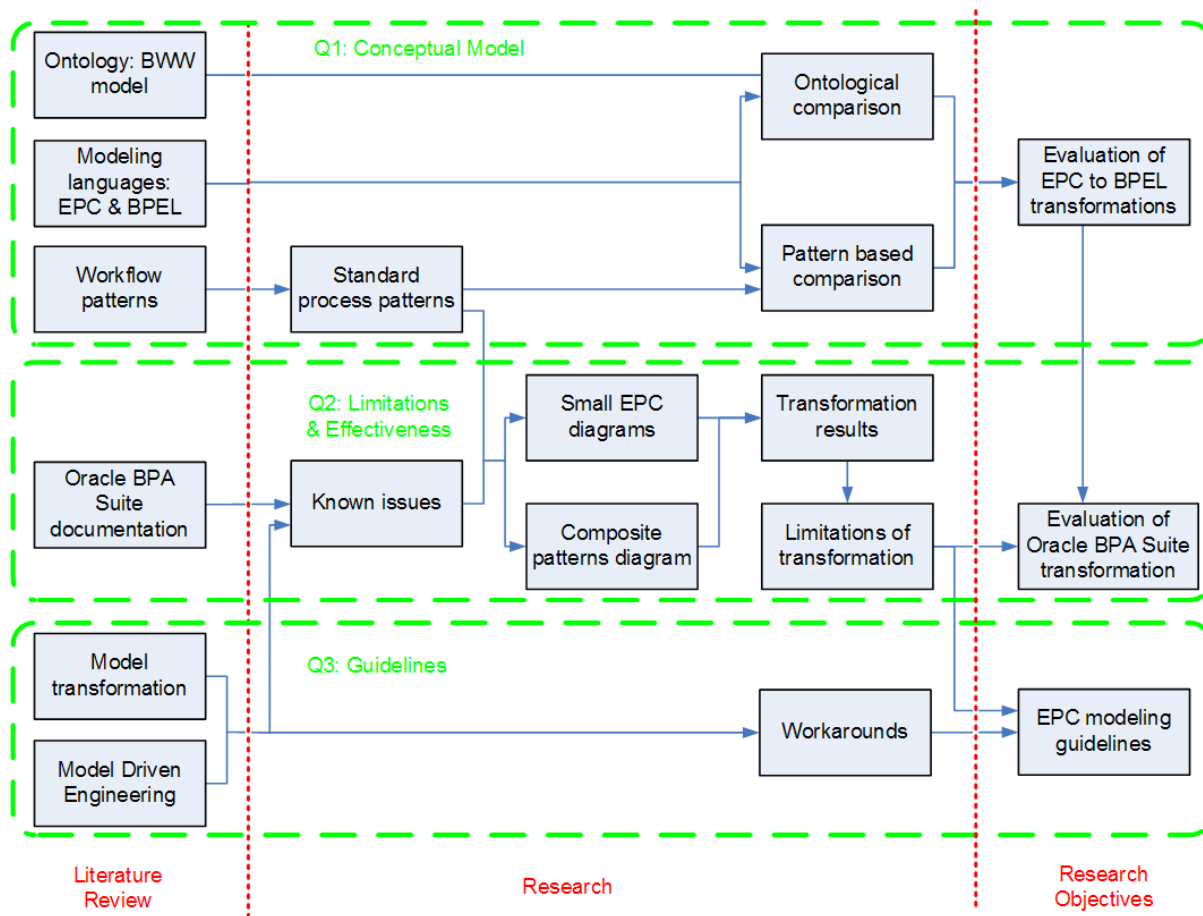 Q1: Conceptual Model
Ontology: BWW
model
Ontological
comparison
Modeling
languages:
EPC & BPEL
Evaluation of
EPC to BPEL
transformations
Workflow
patterns
Standard
process patterns
Pattern based
comparison
Q2: Limitations
& Effectiveness
Small EPC
diagrams
Transformation
results
Oracle BPA
Suite
documentation
Known issues
Composite
patterns diagram
Limitations of
transformation
Evaluation of
Oracle BPA Suite
transformation
Q3: Guidelines
Model
transformation
Model Driven
Engineering
Workarounds
EPC modeling
guidelines
Literature
Review
Research
Research
Objectives